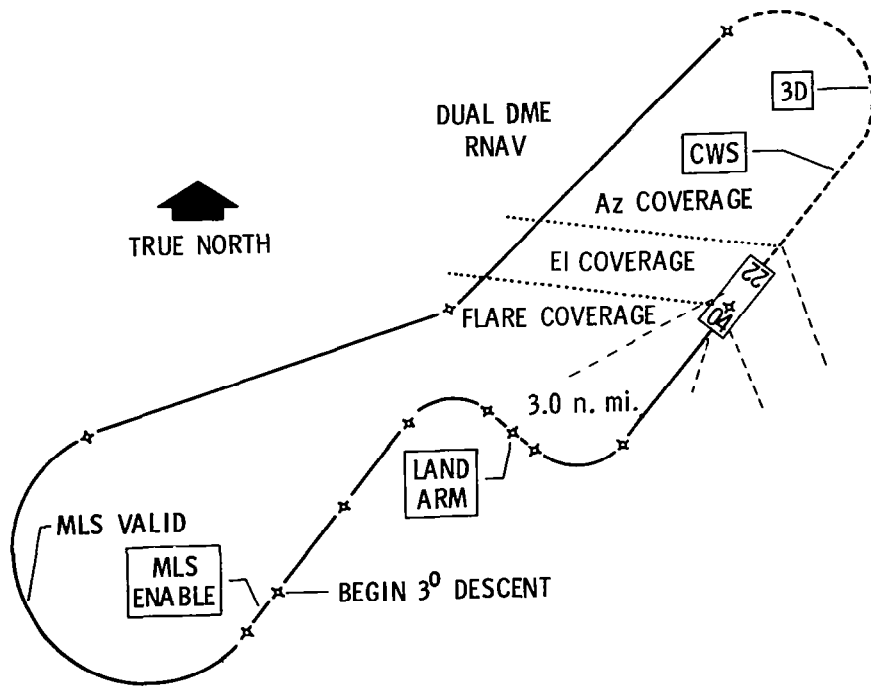 3D
DUAL DME
RNAV
CWS
Az COVERAGE
TRUE NORTH
El COVERAGE
22
FLARE COVERAGE
04
3.0 n. mi.
LAND
ARM
MLS VALID
MLS
ENABLE
BEGIN 3⁰ DESCENT